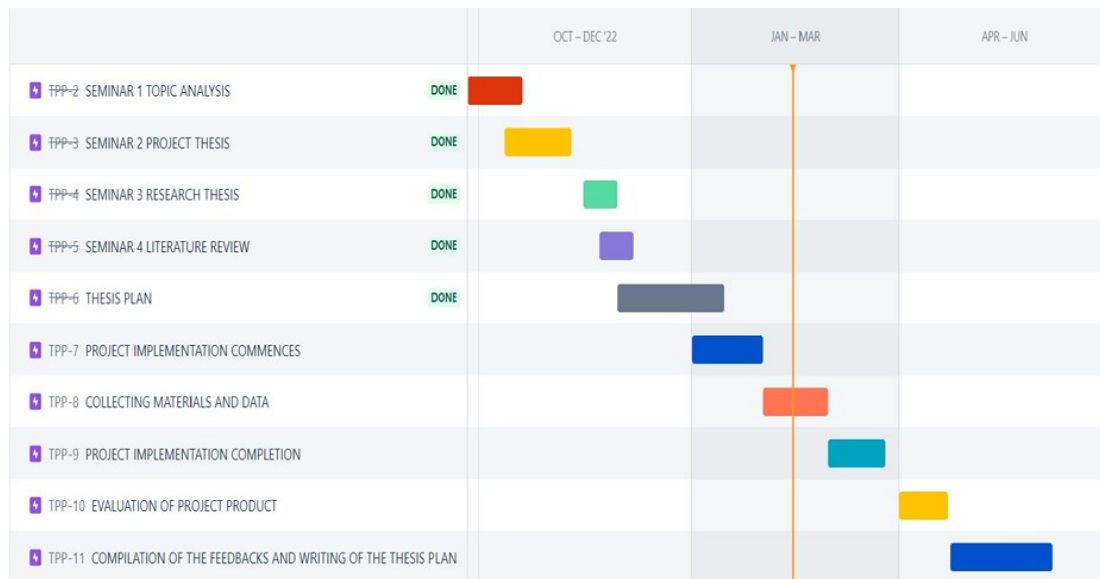 OCT – DEC '22 JAN – MAR APR – JUN
TPP-2 SEMINAR 1 TOPIC ANALYSIS DONE
TPP-3 SEMINAR 2 PROJECT THESIS DONE
TPP-4 SEMINAR 3 RESEARCH THESIS DONE
TPP-5 SEMINAR 4 LITERATURE REVIEW DONE
TPP-6 THESIS PLAN DONE
TPP-7 PROJECT IMPLEMENTATION COMMENCES
TPP-8 COLLECTING MATERIALS AND DATA
TPP-9 PROJECT IMPLEMENTATION COMPLETION
TPP-10 EVALUATION OF PROJECT PRODUCT
TPP-11 COMPILATION OF THE FEEDBACKS AND WRITING OF THE THESIS PLAN